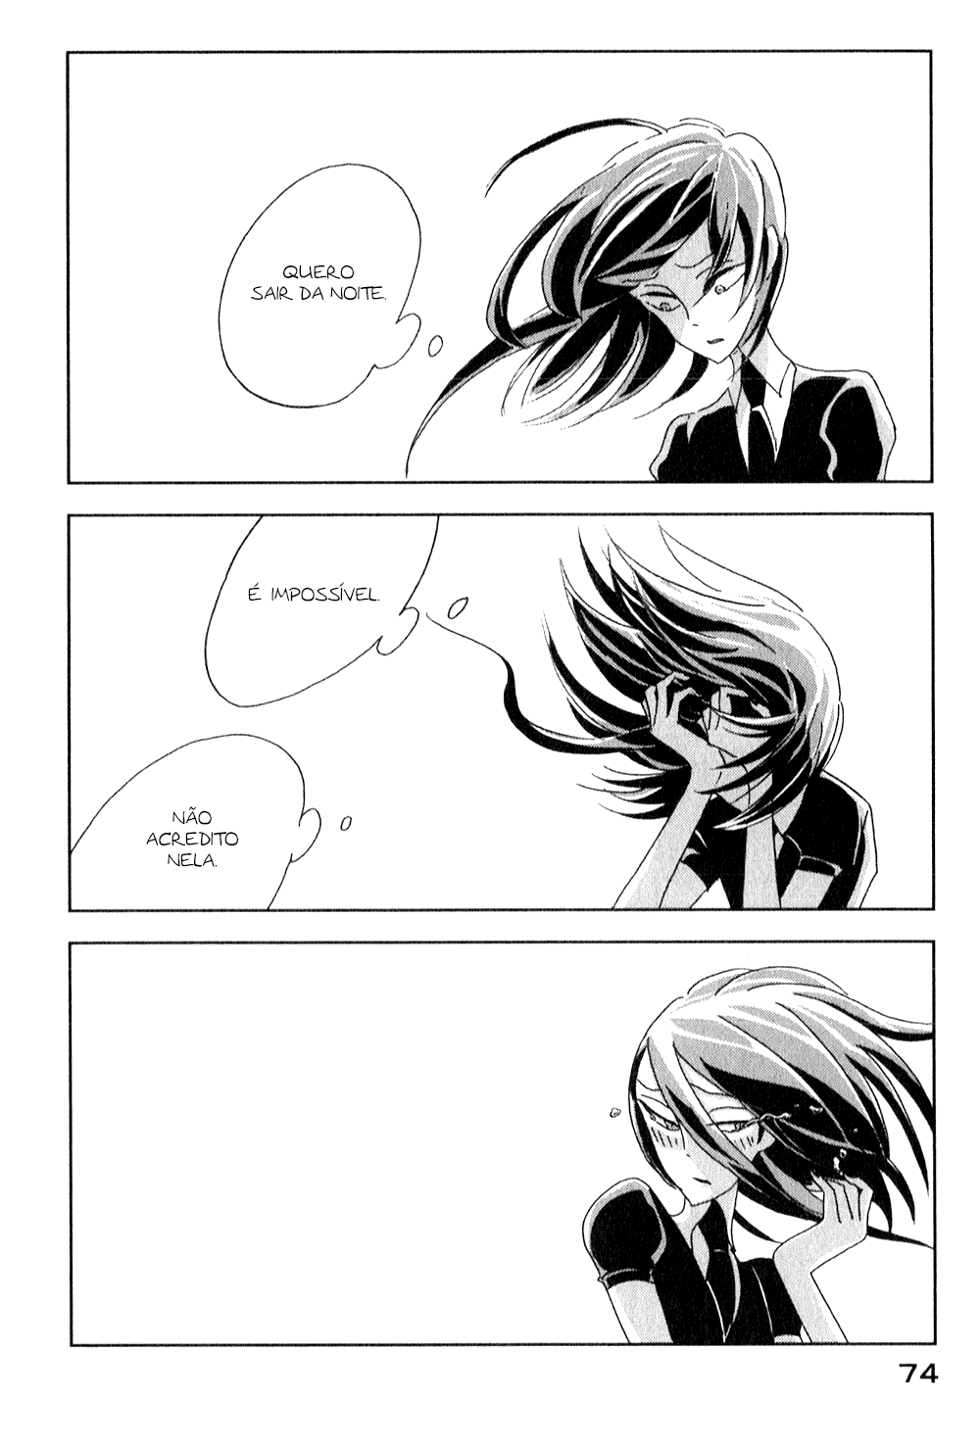 QUERO
SAIR DA NOITE.
É IMPOSSÍVEL.
NÃO
ACREDITO
NELA.
74